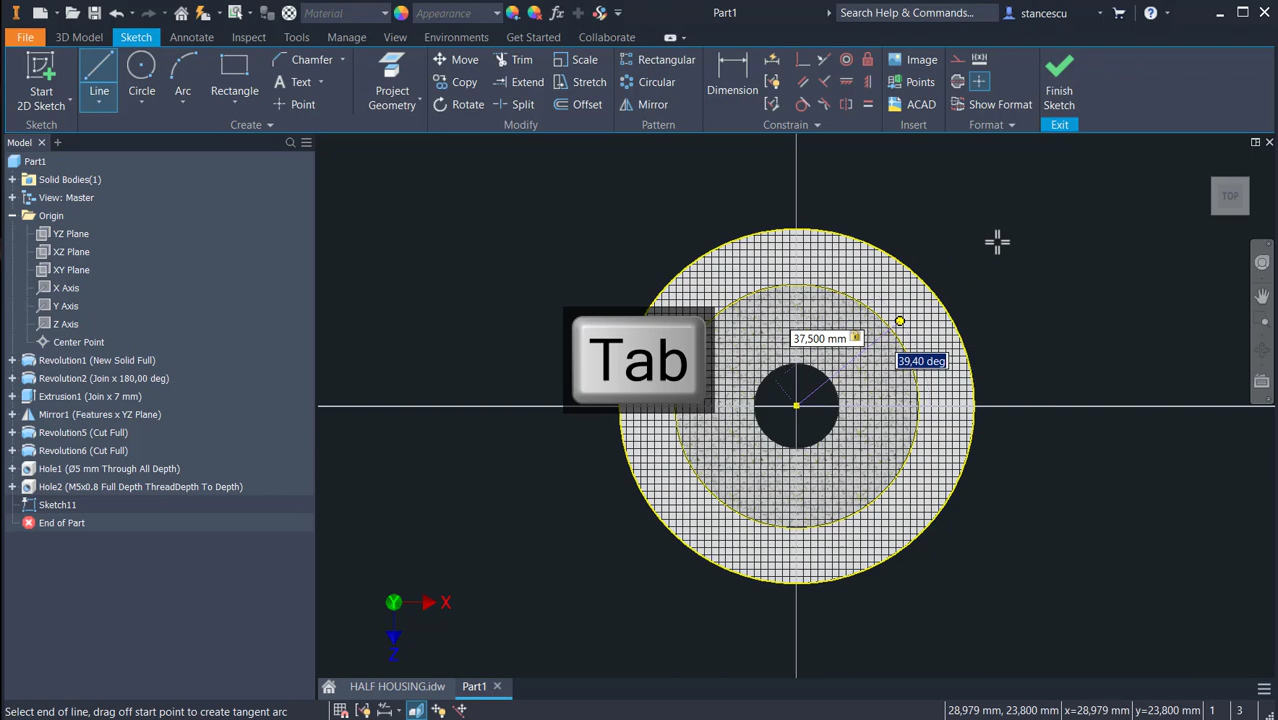 Material
Appearance
Part1
Search Help & Commands...
stancescu
File
3D Model
Sketch
Annotate
Inspect
Tools
Manage
View
Environments
Get Started
Collaborate
Start
2D Sketch
Line
Circle
Arc
Rectangle
Chamfer
Text
Point
Project
Geometry
Move
Copy
Rotate
Trim
Extend
Split
Scale
Stretch
Offset
Rectangular
Circular
Mirror
Dimension
Image
Points
ACAD
Show Format
Finish
Sketch
Sketch
Create
Modify
Pattern
Constrain
Insert
Format
Exit
Model
Part1
Solid Bodies(1)
View: Master
Origin
YZ Plane
XZ Plane
XY Plane
X Axis
Y Axis
Z Axis
Center Point
Revolution1 (New Solid Full)
Revolution2 (Join x 180,00 deg)
Extrusion1 (Join x 7 mm)
Mirror1 (Features x YZ Plane)
Revolution5 (Cut Full)
Revolution6 (Cut Full)
Hole1 (Ø5 mm Through All Depth)
Hole2 (M5x0.8 Full Depth ThreadDepth To Depth)
Sketch11
End of Part
TOP
37,500 mm
39,40 deg
Tab
Y
X
Z
HALF HOUSING.idw
Part1
Select end of line, drag off start point to create tangent arc
28,979 mm, 23,800 mm
x=28,979 mm
y=23,800 mm
1
3